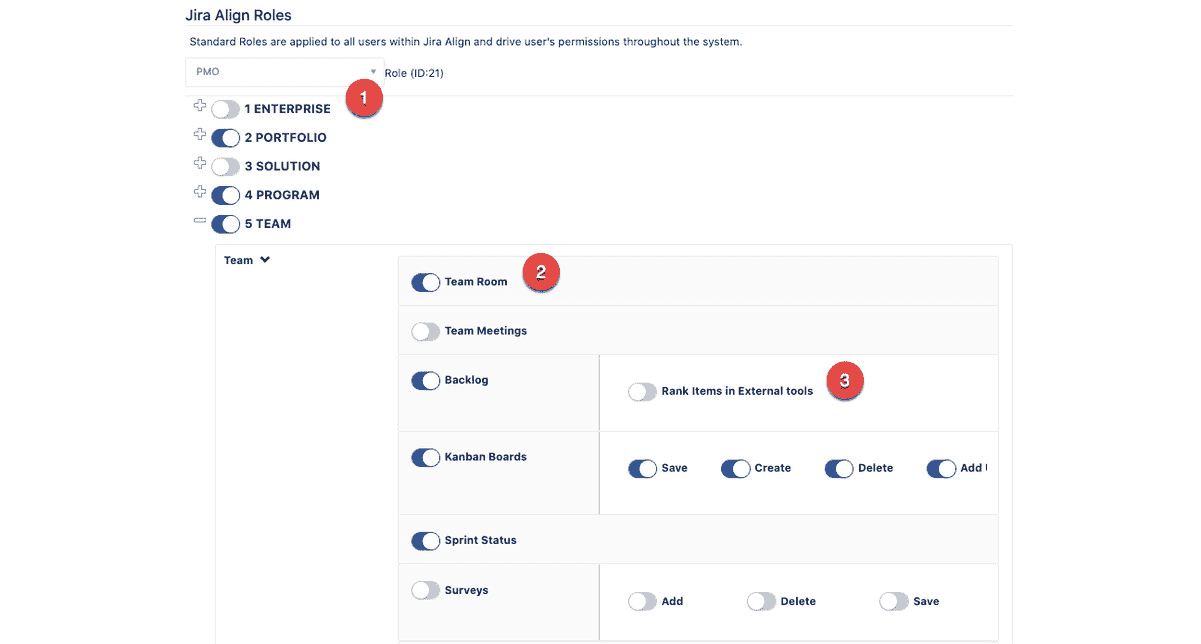 Jira Align Roles
Standard Roles are applied to all users within Jira Align and drive user's permissions throughout the system.
PMO Role (ID:21)
1
1 ENTERPRISE
2 PORTFOLIO
3 SOLUTION
4 PROGRAM
5 TEAM
Team
Team Room 2
Team Meetings
Backlog
Rank Items in External tools 3
Kanban Boards
Save Create Delete Add
Sprint Status
Surveys
Add Delete Save